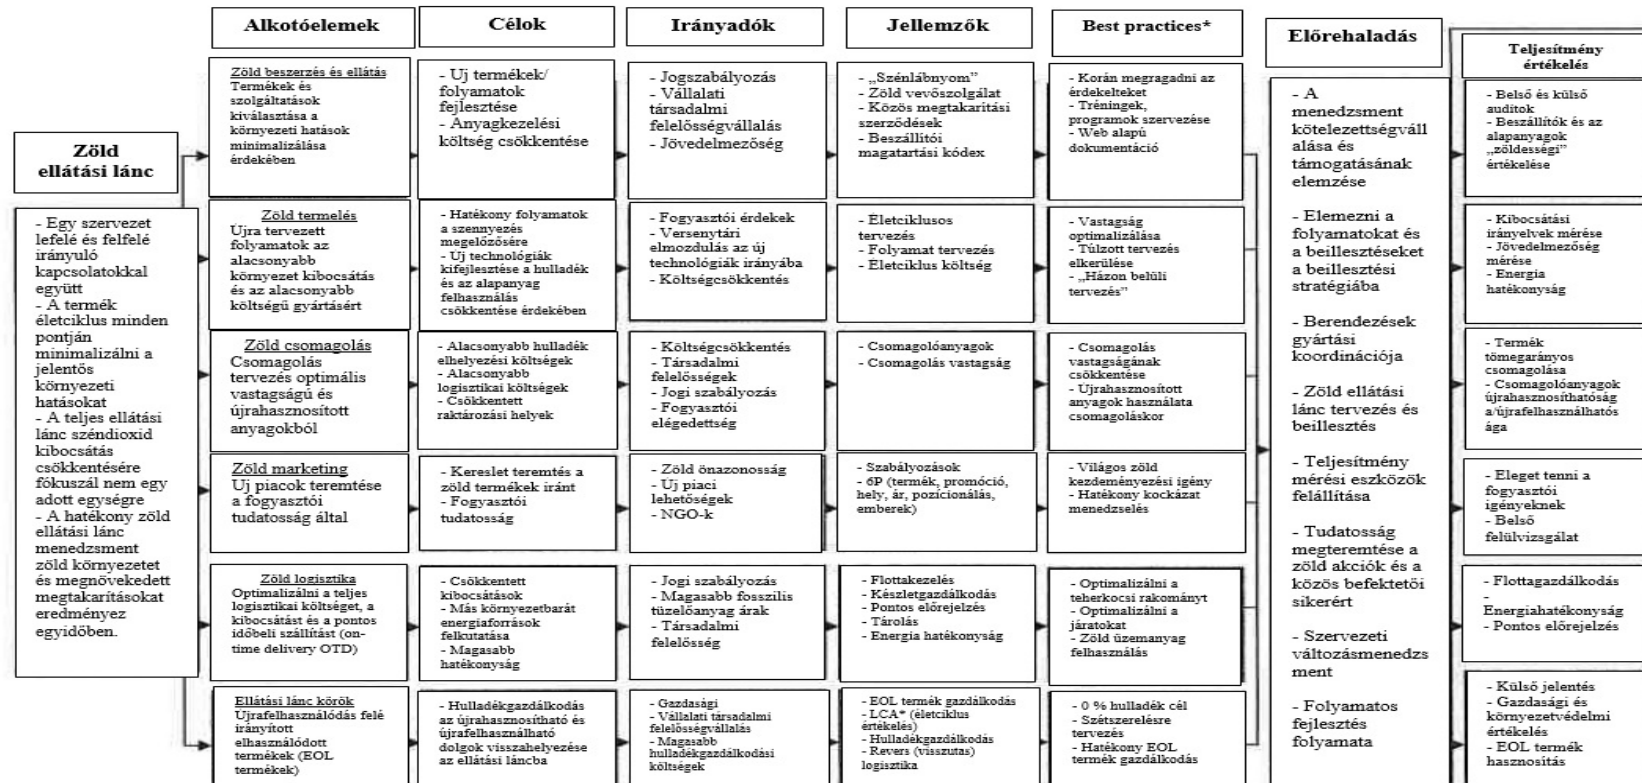 Alkotóelemek
Célok
Irányadók
Jellemzők
Best practices*
Előrehaladás
Teljesítmény
értékelés
Zöld
ellátási lánc
- Egy szervezet
lefelé és felfelé
irányuló
kapcsolatokkal
együtt
- A termék
életciklus minden
pontján
minimalizálni a
jelentős
környezeti
hatásokat
- A teljes ellátási
lánc széndioxid
kibocsátás
csökkentésére
fókuszál nem egy
adott egységre
- A hatékony zöld
ellátási lánc
menedzsment
zöld környezetet
és megnövekedett
megtakarításokat
eredményez
egyidőben.
Zöld beszerzés és ellátás
Termékek és
szolgáltatások
kiválasztása a
környezeti hatások
minimalizálása
érdekében
- Uj termékek/
folyamatok
fejlesztése
- Anyagkezelési
költség csökkentése
- Jogszabályozás
- Vállalati
társadalmi
felelősségvállalás
- Jövedelmezőség
- „Szénlábnyom”
- Zöld vevőszolgálat
- Közös megtakarítási
szerződések
- Beszállítói
magatartási kódex
- Korán megragadni az
érdekelteket
- Tréningek,
programok szervezése
- Web alapú
dokumentáció
- Belső és külső
auditok
- Beszállítók és az
alapanyagok
„zöldességi”
értékelése
Zöld termelés
Újra tervezett
folyamatok az
alacsonyabb
környezet kibocsátás
és az alacsonyabb
költségű gyártásért
- Hatékony folyamatok
a szennyezés
megelőzősére
- Uj technológiák
kifejlesztése a hulladék
és az alapanyag
felhasználás
csökkentése érdekében
- Fogyasztói érdekek
- Versenytári
elmozdulás az új
technológiák irányába
- Költségcsökkentés
- Életciklusos
tervezés
- Folyamat tervezés
- Életciklus költség
- Vastagság
optimalizálása
- Túlzott tervezés
elkerülése
- „Házon belüli
tervezés”
- Kibocsátási
irányelvek mérése
- Jövedelmezőség
mérése
- Energia
hatékonyság
Zöld csomagolás
Csomagolás
tervezés optimális
vastagságú és
újrahasznosított
anyagokból
- Alacsonyabb hulladék
elhelyezési költségek
- Alacsonyabb
logisztikai költségek
- Csökkentett
raktározási helyek
- Költségcsökkentés
- Társadalmi
felelősségek
- Jogi szabályozás
- Fogyasztói
elégedettség
- Csomagolóanyagok
- Csomagolás vastagság
- Csomagolás
vastagságának
csökkentése
- Ujrahasznosított
anyagok használata
csomagoláskor
- Termék
tömegarányos
csomagolása
- Csomagolóanyagok
újrahasznosíthatóság
a/újrafelhasználhatós
ága
Zöld marketing
Uj piacok teremtése
a fogyasztói
tudatosság által
- Kereslet teremtés a
zöld termékek iránt
- Fogyasztói
tudatosság
- Zöld önazonosság
- Uj piaci
lehetőségek
- NGO-k
- Szabályozások
- 6P (termék, promóció,
hely, ár, pozícionálás,
emberek)
- Világos zöld
kezdeményezési igény
- Hatékony kockázat
menedzselés
- Eleget tenni a
fogyasztói
igényeknek
- Belső
felülvizsgálat
Zöld logisztika
Optimalizálni a teljes
logisztikai költséget, a
kibocsátást és a pontos
időbeli szállítást (on-
time delivery OTD)
- Csökkentett
kibocsátások
- Más környezetbarát
energiaforrások
felkutatása
- Magasabb
hatékonyság
- Jogi szabályozás
- Magasabb fosszilis
tüzelőanyag árak
- Társadalmi
felelősség
- Flottakezelés
- Készletgazdálkodás
- Pontos előrejelzés
- Tárolás
- Energia hatékonyság
- Optimalizálni a
teherkocsi rakományt
- Optimalizálni a
járatokat
- Zöld üzemanyag
felhasználás
- Flottagazdálkodás
-
Energiahatékonyság
- Pontos előrejelzés
Ellátási lánc körök
Ujrafelhasználódás felé
irányított
elhasználódott
termékek (EOL
termékek)
- Hulladékgazdálkodás
az újrahasznosítható és
újrafelhasználható
dolgok visszahelyezése
az ellátási láncba
- Gazdasági
- Vállalati társadalmi
felelősségvállalás
- Magasabb
hulladékgazdálkodási
költségek
- EOL termék gazdálkodás
- LCA* (életciklus
értékelés)
- Hulladékgazdálkodás
- Revers (visszutas)
logisztika
- 0 % hulladék cél
- Szétszerelésre
tervezés
- Hatékony EOL
termék gazdálkodás
- Külső jelentés
- Gazdasági és
környezetvédelmi
értékelés
- EOL termék
hasznosítás
- A
menedzsment
kötelezettségváll
alása és
támogatásának
elemzése
- Elemezni a
folyamatokat és
a beillesztéseket
a beillesztési
stratégiába
- Berendezések
gyártási
koordinációja
- Zöld ellátási
lánc tervezés és
beillesztés
- Teljesítmény
mérési eszközök
felállítása
- Tudatosság
megteremtése a
zöld akciók és a
közös befektetői
sikerért
- Szervezeti
változásmenedzs
ment
- Folyamatos
fejlesztés
folyamata